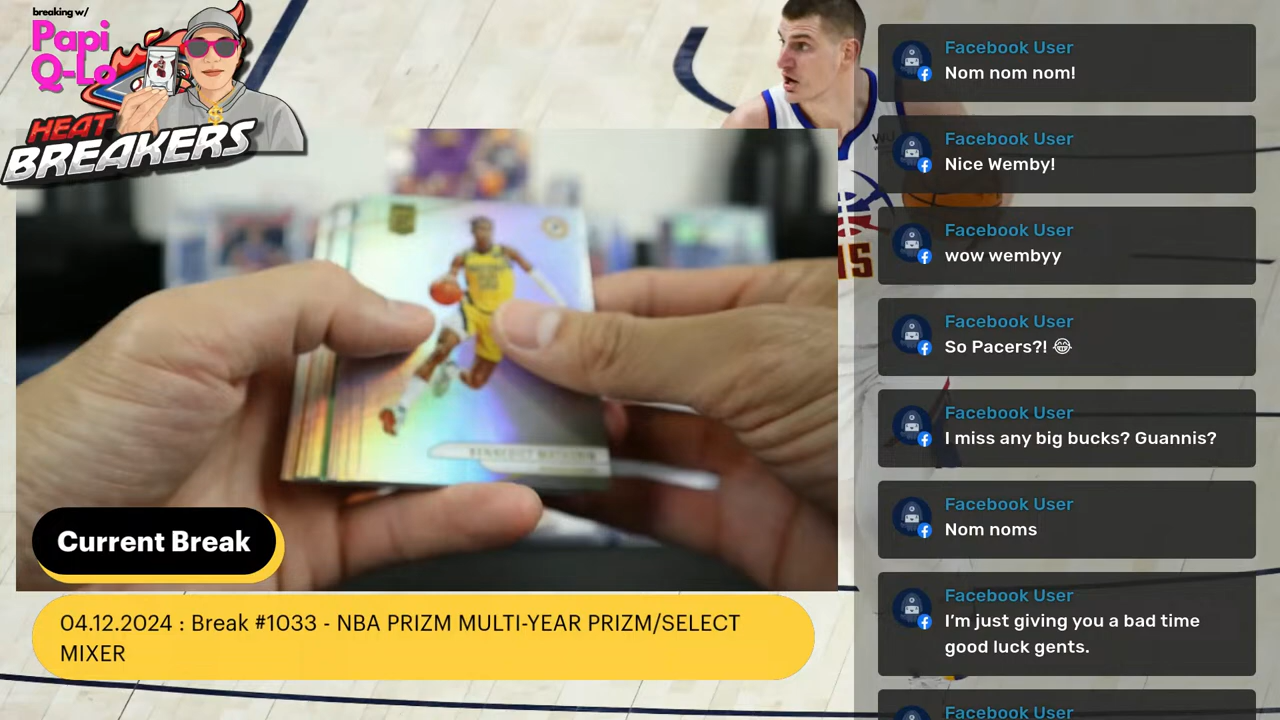 breaking w/
Papi
Q-Lo
HEAT
BREAKERS
Current Break
04.12.2024 : Break #1033 - NBA PRIZM MULTI-YEAR PRIZM/SELECT
MIXER
Facebook User
Nom nom nom!
Facebook User
Nice Wemby!
Facebook User
wow wembyy
Facebook User
So Pacers?! 😂
Facebook User
I miss any big bucks? Guannis?
Facebook User
Nom noms
Facebook User
I'm just giving you a bad time
good luck gents.
Facebook User